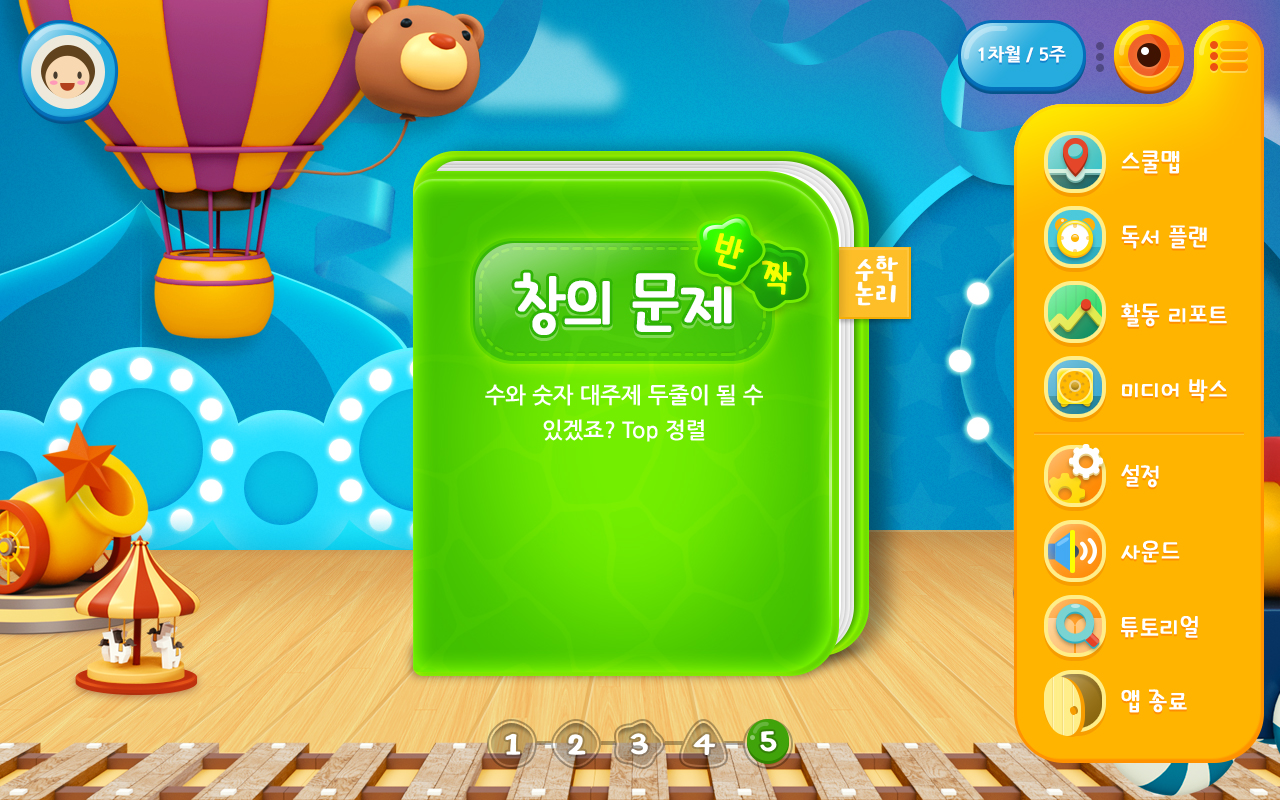 1차월 / 5주
스쿨맵
독서 플랜
활동 리포트
미디어 박스
설정
사운드
튜토리얼
앱 종료
반
짝
창의 문제
수학
논리
수와 숫자 대주제 두줄이 될 수
있겠죠? Top 정렬
1
2
3
4
5